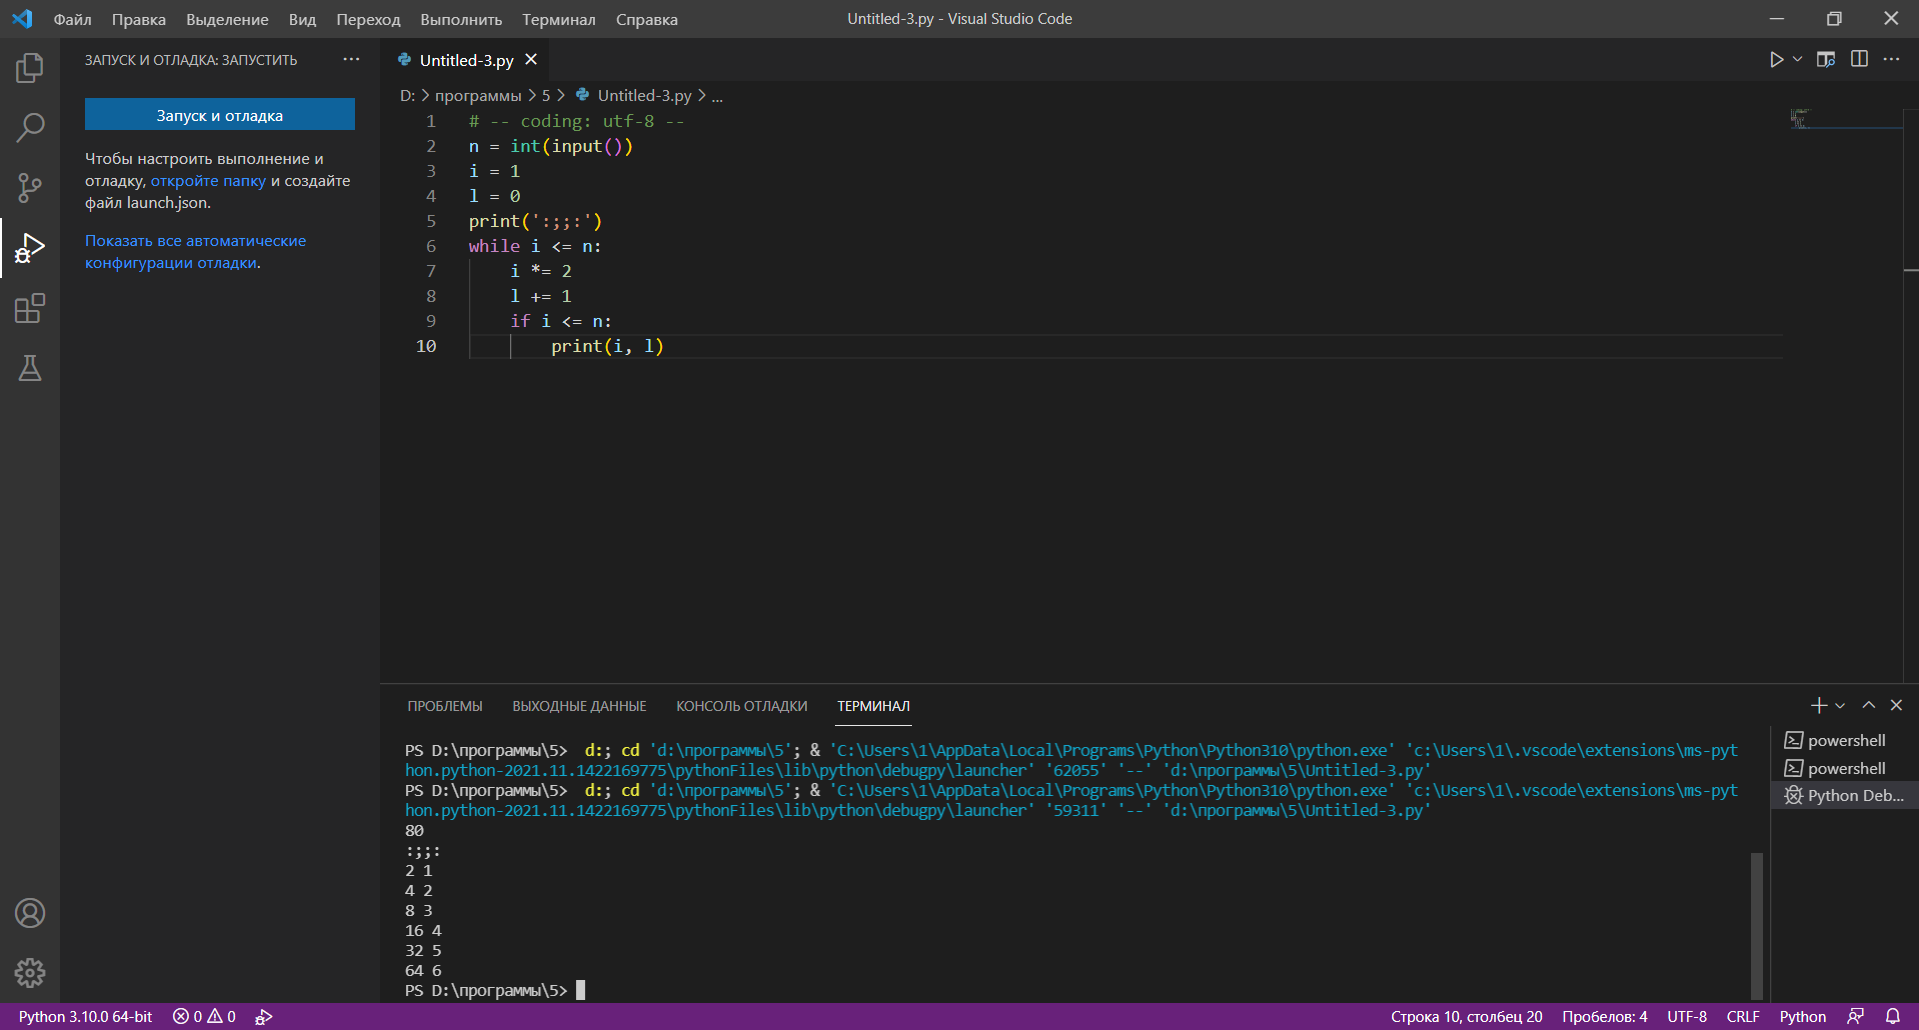 Файл Правка Выделение Вид Переход Выполнить Терминал Справка
Untitled-3.py - Visual Studio Code
ЗАПУСК И ОТЛАДКА: ЗАПУСТИТЬ
Запуск и отладка
Чтобы настроить выполнение и
отладку, откройте папку и создайте
файл launch.json.
Показать все автоматические
конфигурации отладки.
Untitled-3.py
D: > программы > 5 > Untitled-3.py > ...
1 # -- coding: utf-8 --
2 n = int(input())
3 i = 1
4 l = 0
5 print(':;;:')
6 while i <= n:
7     i *= 2
8     l += 1
9     if i <= n:
10         print(i, l)
ПРОБЛЕМЫ ВЫХОДНЫЕ ДАННЫЕ КОНСОЛЬ ОТЛАДКИ ТЕРМИНАЛ
PS D:\программы\5>  d:; cd 'd:\программы\5'; & 'C:\Users\1\AppData\Local\Programs\Python\Python310\python.exe' 'c:\Users\1\.vscode\extensions\ms-pyt
hon.python-2021.11.1422169775\pythonFiles\lib\python\debugpy\launcher' '62055' '--' 'd:\программы\5\Untitled-3.py'
PS D:\программы\5>  d:; cd 'd:\программы\5'; & 'C:\Users\1\AppData\Local\Programs\Python\Python310\python.exe' 'c:\Users\1\.vscode\extensions\ms-pyt
hon.python-2021.11.1422169775\pythonFiles\lib\python\debugpy\launcher' '59311' '--' 'd:\программы\5\Untitled-3.py'
80
:;;:
2 1
4 2
8 3
16 4
32 5
64 6
PS D:\программы\5>
powershell
powershell
Python Deb...
Python 3.10.0 64-bit 0 0
Строка 10, столбец 20 Пробелов: 4 UTF-8 CRLF Python